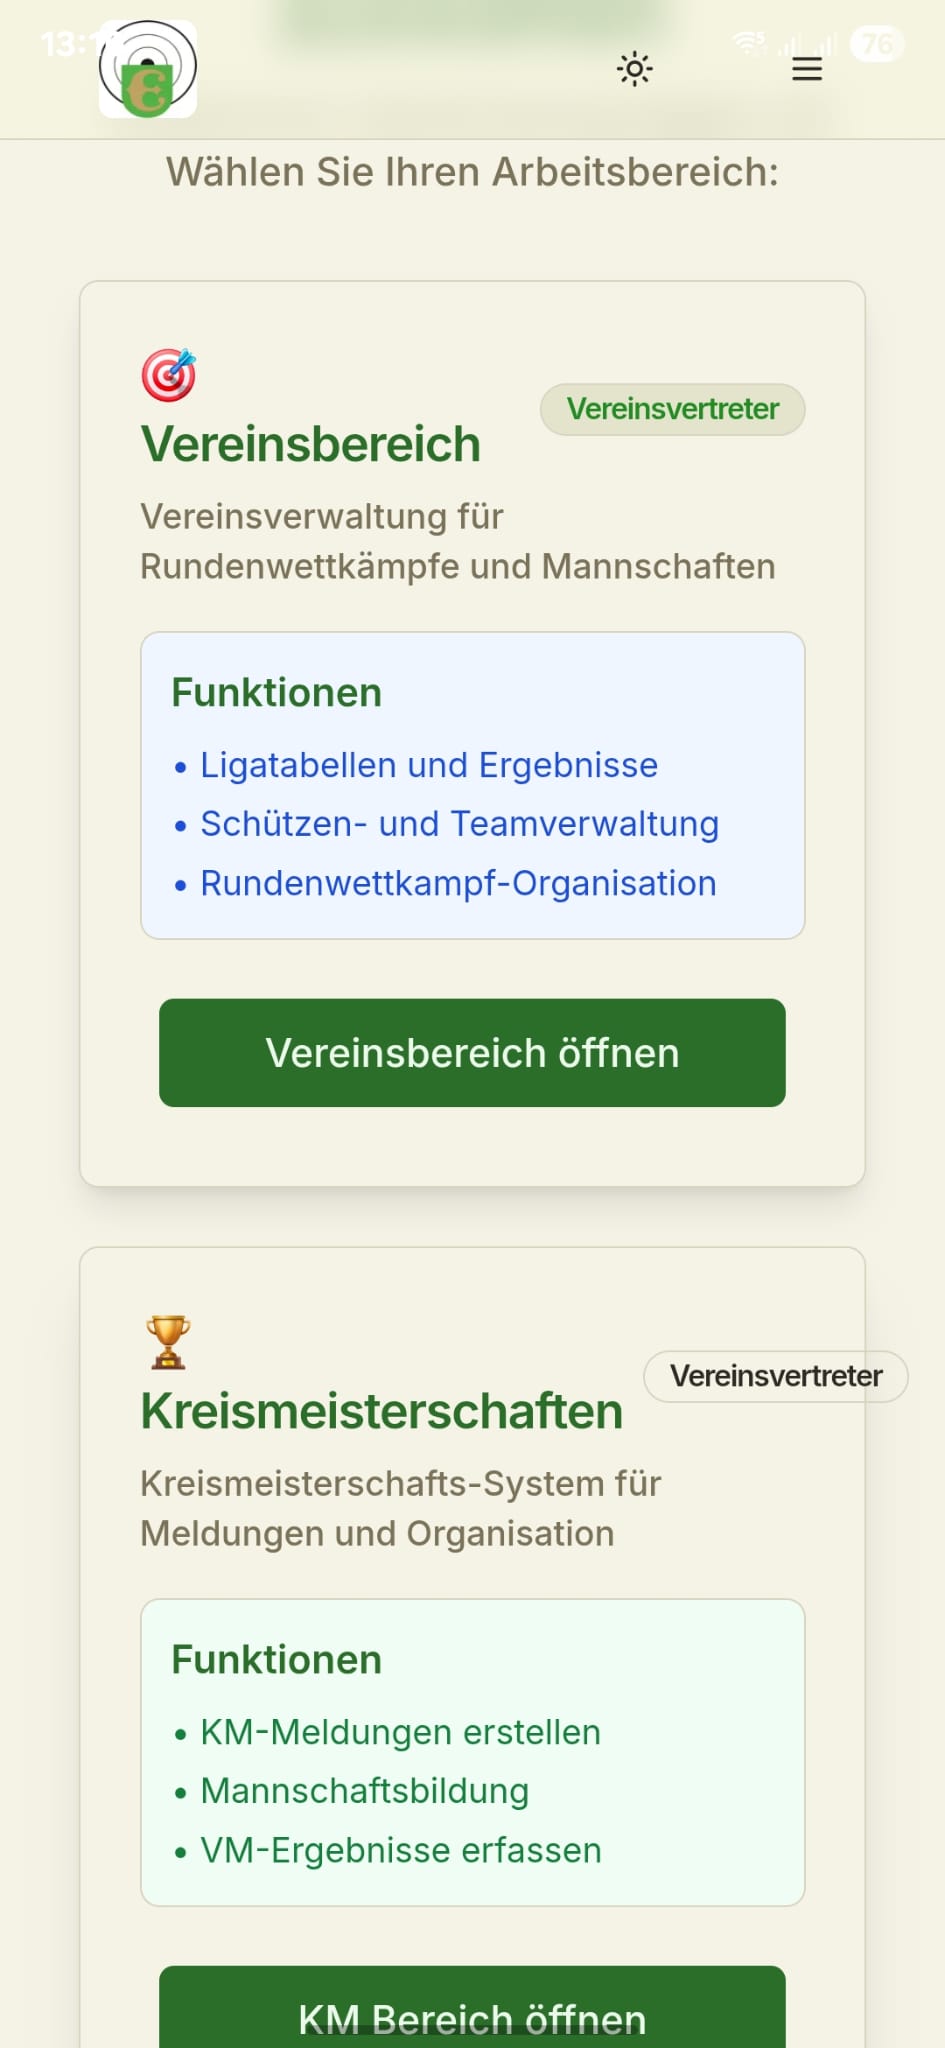 76
Wählen Sie Ihren Arbeitsbereich:
Vereinsbereich
Vereinsvertreter
Vereinsverwaltung für
Rundenwettkämpfe und Mannschaften
Funktionen
• Ligatabellen und Ergebnisse
• Schützen- und Teamverwaltung
• Rundenwettkampf-Organisation
Vereinsbereich öffnen
Kreismeisterschaften
Vereinsvertreter
Kreismeisterschafts-System für
Meldungen und Organisation
Funktionen
• KM-Meldungen erstellen
• Mannschaftsbildung
• VM-Ergebnisse erfassen
KM Bereich öffnen